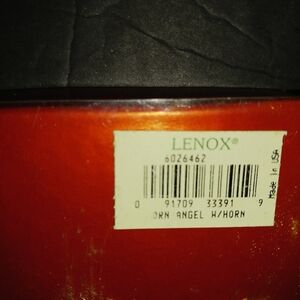 LENOX®
6026462
Made in USA
0 91709 33391 9
ORN ANGEL W/HORN